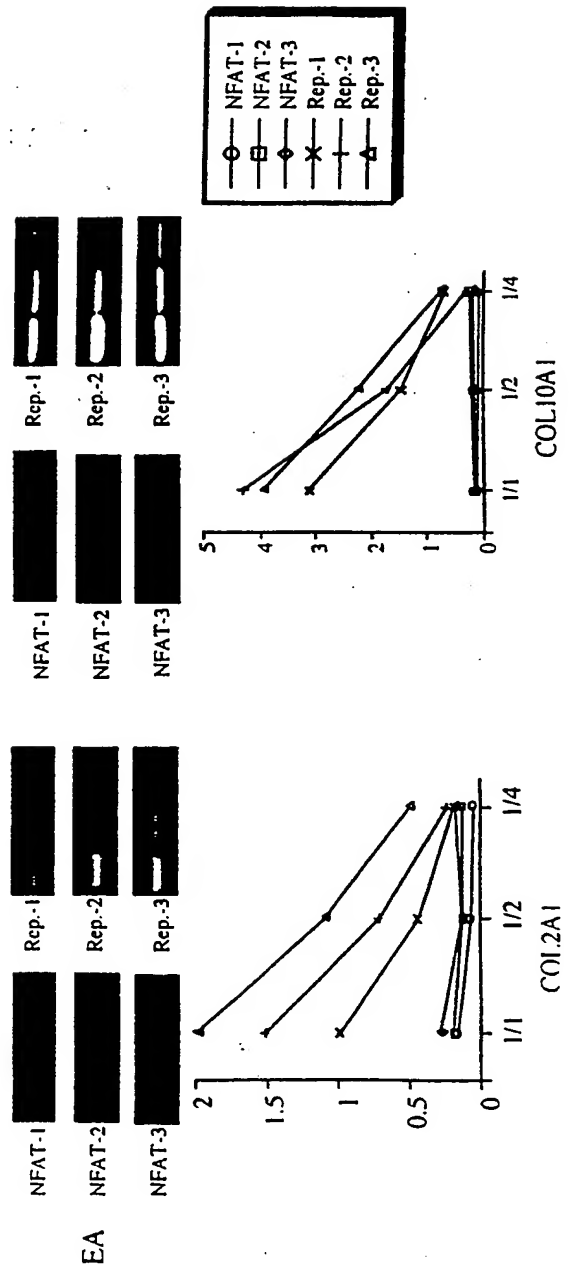 EA
NFAT-1
Rep.-1
NFAT-2
Rep.-2
NFAT-3
Rep.-3
2
1.5
1
0.5
0
1/1
1/2
1/4
COL2A1
NFAT-1
Rep.-1
NFAT-2
Rep.-2
NFAT-3
Rep.-3
5
4
3
2
1
0
1/1
1/2
1/4
COL10A1
NFAT-1
NFAT-2
NFAT-3
Rep.-1
Rep.-2
Rep.-3